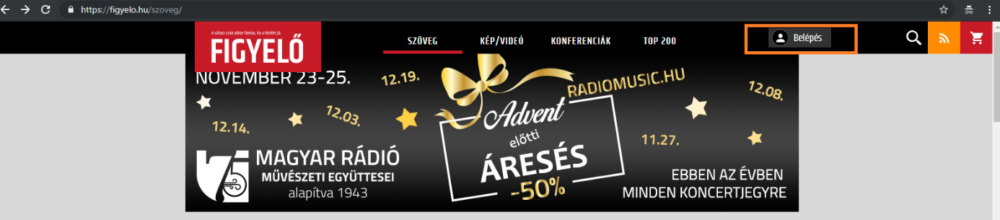 https://figyelo.hu/szoveg/
A válasz csak akkor fontos, ha a kérdés jó.
FIGYELŐ
SZÖVEG
KÉP/VIDEÓ
KONFERENCIÁK
TOP 200
Belépés
NOVEMBER 23-25.
12.19.
RADIOMUSIC.HU
12.08.
12.03.
12.14.
Advent
előtti
ÁRESÉS
-50%
11.27.
75
MAGYAR RÁDIÓ
MŰVÉSZETI EGYÜTTESEI
alapítva 1943
EBBEN AZ ÉVBEN
MINDEN KONCERTJEGYRE